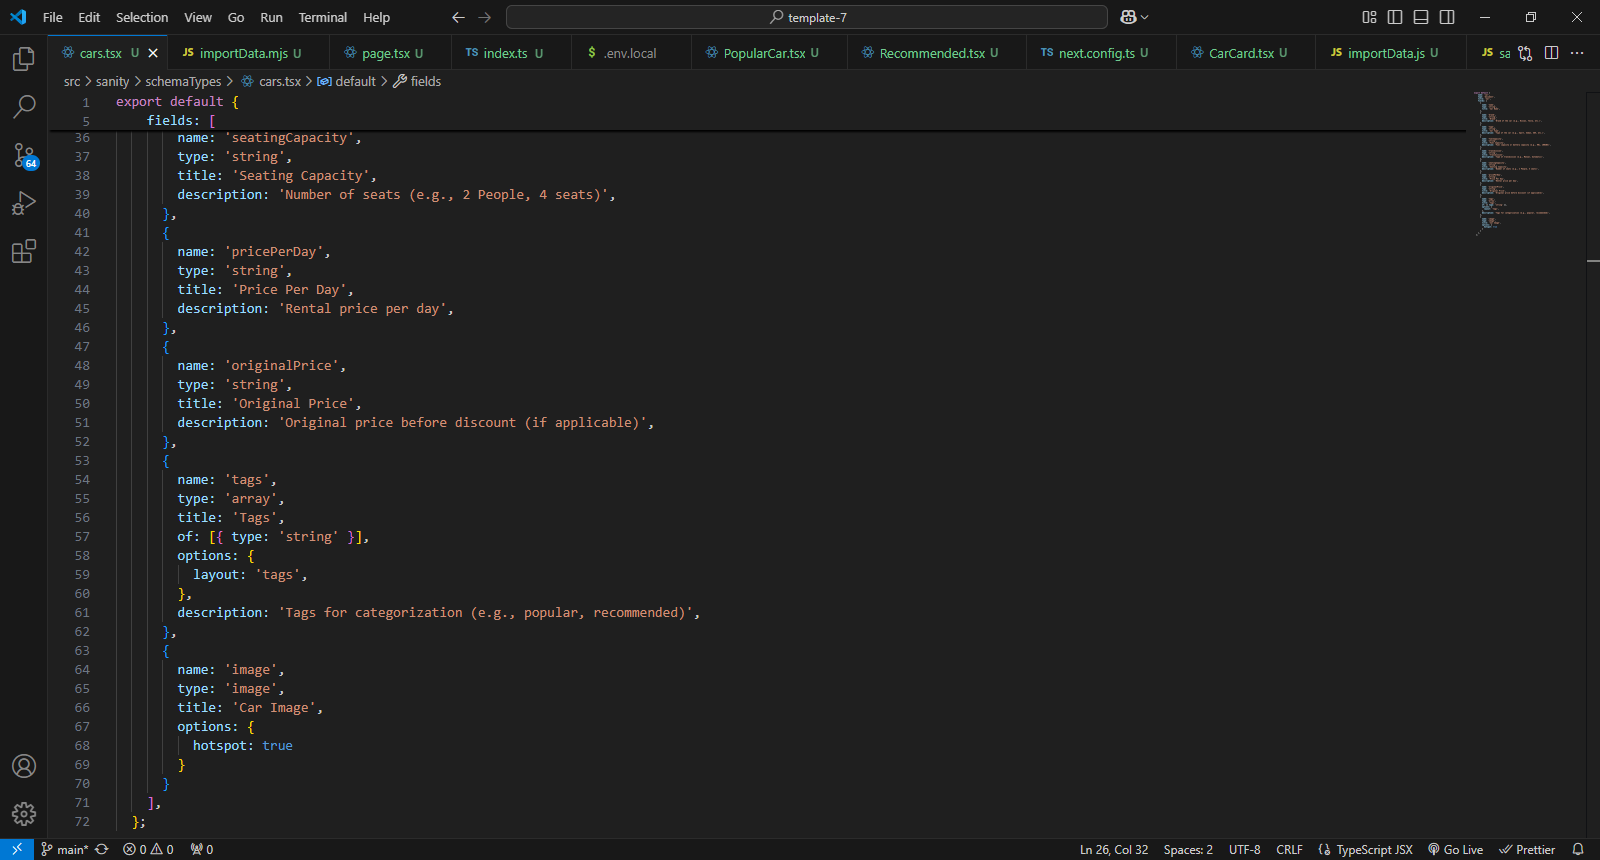 File Edit Selection View Go Run Terminal Help template-7
cars.tsx U JS importData.mjs U page.tsx U TS index.ts U $ .env.local PopularCar.tsx U Recommended.tsx U TS next.config.ts U CarCard.tsx U JS importData.js U JS sa
src > sanity > schemaTypes > cars.tsx > default > fields
1 export default {
5 fields: [
36 name: 'seatingCapacity',
37 type: 'string',
38 title: 'Seating Capacity',
39 description: 'Number of seats (e.g., 2 People, 4 seats)',
40 },
41 {
42 name: 'pricePerDay',
43 type: 'string',
44 title: 'Price Per Day',
45 description: 'Rental price per day',
46 },
47 {
48 name: 'originalPrice',
49 type: 'string',
50 title: 'Original Price',
51 description: 'Original price before discount (if applicable)',
52 },
53 {
54 name: 'tags',
55 type: 'array',
56 title: 'Tags',
57 of: [{ type: 'string' }],
58 options: {
59 layout: 'tags',
60 },
61 description: 'Tags for categorization (e.g., popular, recommended)',
62 },
63 {
64 name: 'image',
65 type: 'image',
66 title: 'Car Image',
67 options: {
68 hotspot: true
69 }
70 }
71 ],
72 };
64
main* 0 0 0 Ln 26, Col 32 Spaces: 2 UTF-8 CRLF {} TypeScript JSX Go Live Prettier